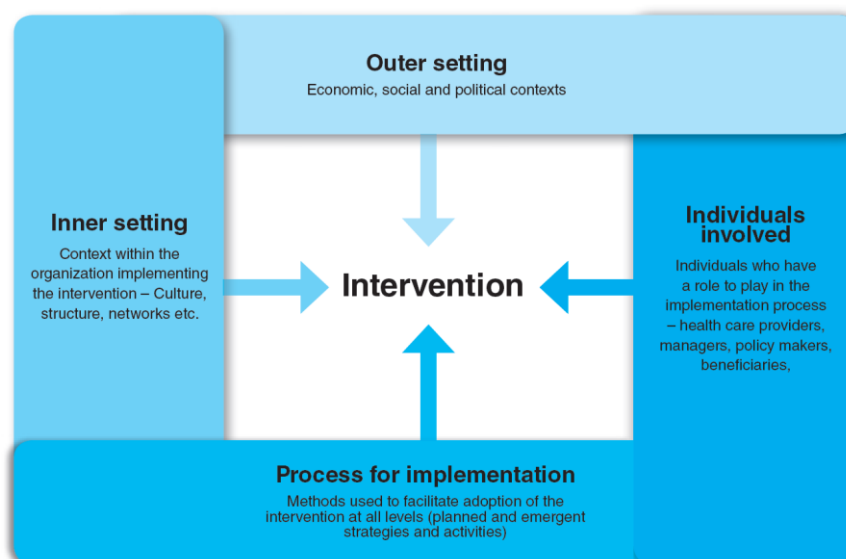 Outer setting
Economic, social and political contexts
Inner setting
Context within the
organization implementing
the intervention – Culture,
structure, networks etc.
Intervention
Individuals
involved
Individuals who have
a role to play in the
implementation process
– health care providers,
managers, policy makers,
beneficiaries,
Process for implementation
Methods used to facilitate adoption of the
intervention at all levels (planned and emergent
strategies and activities)